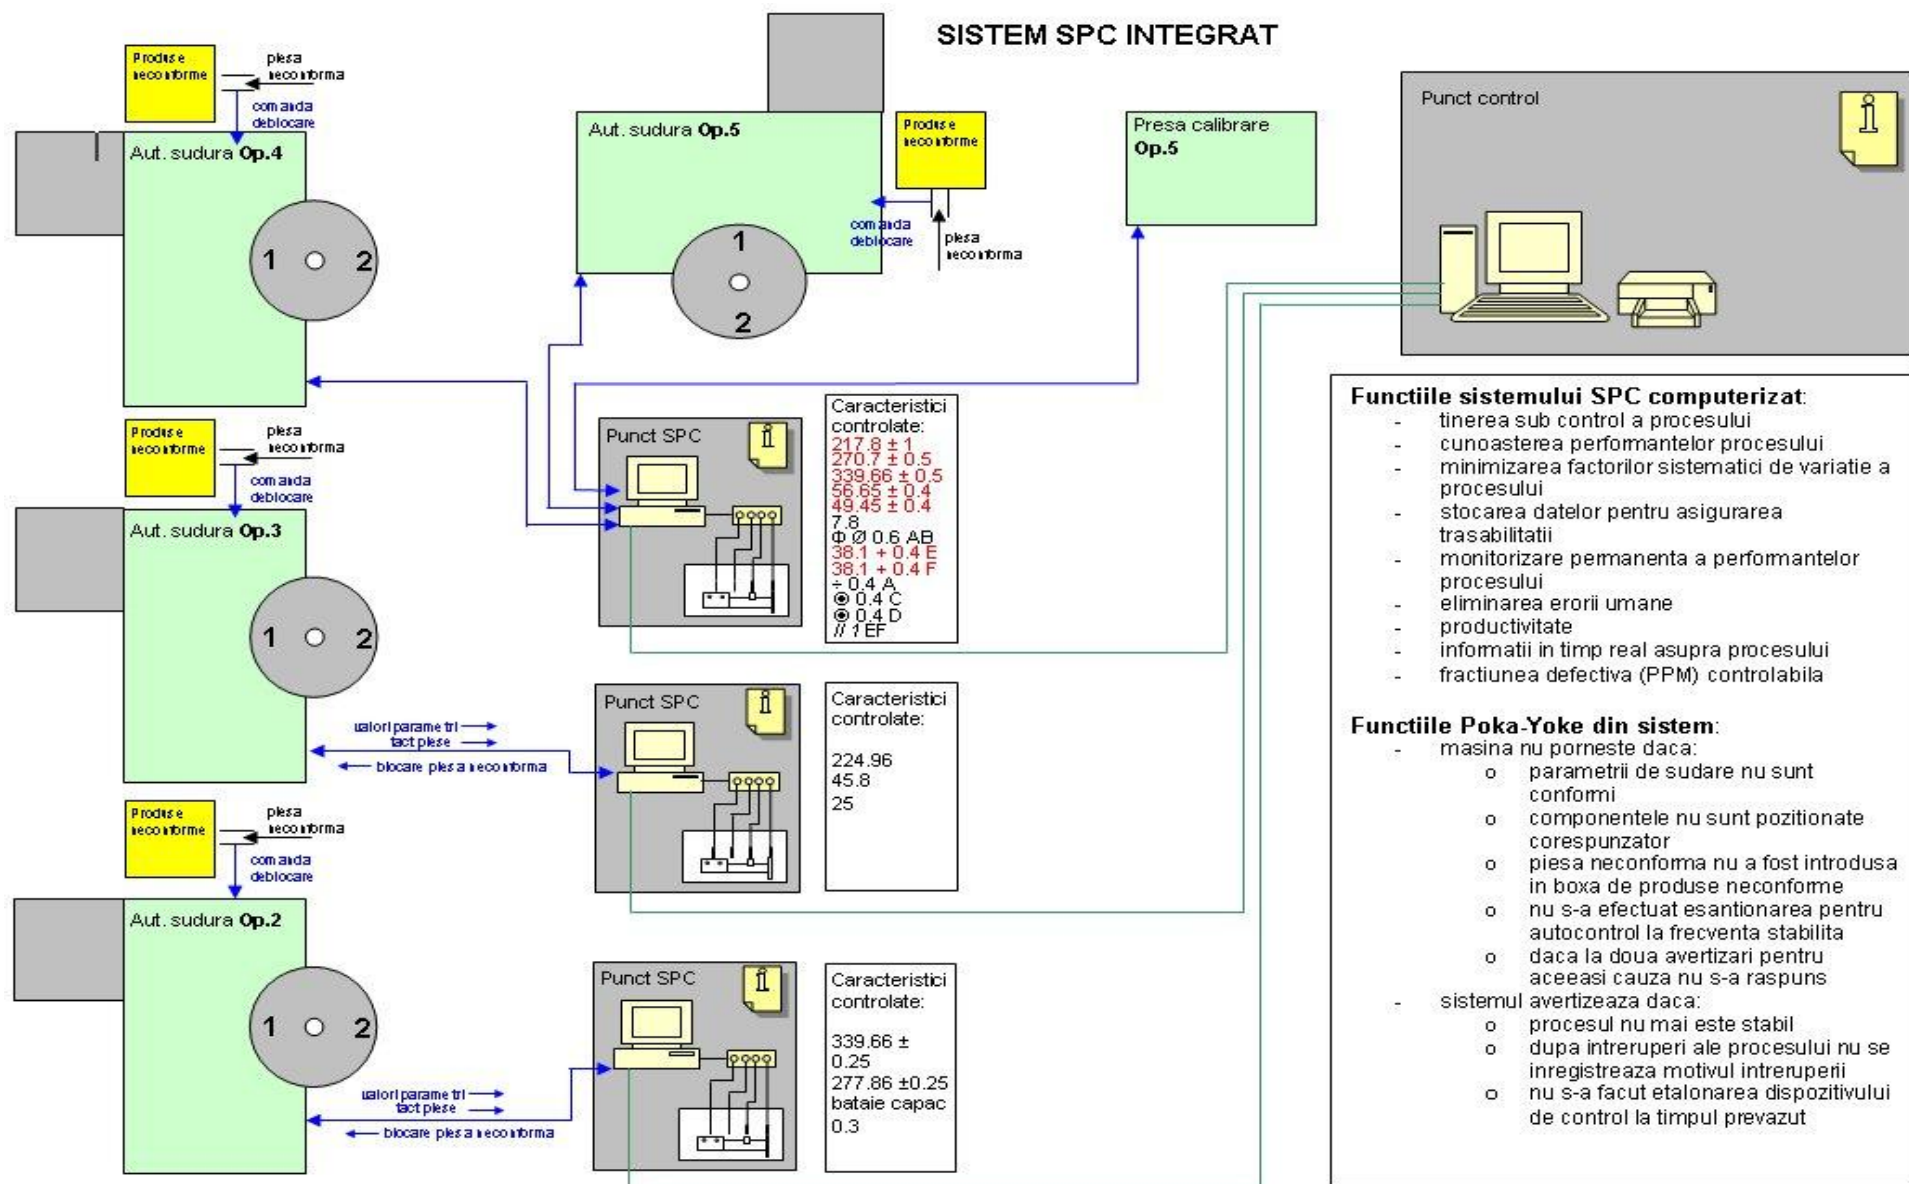 SISTEM SPC INTEGRAT
Produse
neconforme
piesa
neconforma
comanda
deblocare
Aut. sudura Op.4
1 2
Aut. sudura Op.5
1
2
Produse
neconforme
comanda
deblocare
piesa
neconforma
Presa calibrare
Op.5
Punct control
i
Produse
neconforme
piesa
neconforma
comanda
deblocare
Aut. sudura Op.3
1 2
Punct SPC
i
Caracteristici
controlate:
217.8 ± 1
270.7 ± 0.5
339.66 ± 0.5
56.65 ± 0.4
49.45 ± 0.4
7.8
Φ Ø 0.6 AB
38.1 + 0.4 E
38.1 + 0.4 F
÷ 0.4 A
◉ 0.4 C
◉ 0.4 D
// 1 EF
valori parametri
tact piese
blocare piesa neconforma
Punct SPC
i
Caracteristici
controlate:
224.96
45.8
25
Produse
neconforme
piesa
neconforma
comanda
deblocare
Aut. sudura Op.2
1 2
valori parametri
tact piese
blocare piesa neconforma
Punct SPC
i
Caracteristici
controlate:
339.66 ±
0.25
277.86 ±0.25
bataie capac
0.3
Functiile sistemului SPC computerizat:
- tinerea sub control a procesului
- cunoasterea performantelor procesului
- minimizarea factorilor sistematici de variatie a
procesului
- stocarea datelor pentru asigurarea
trasabilitatii
- monitorizare permanenta a performantelor
procesului
- eliminarea erorii umane
- productivitate
- informatii in timp real asupra procesului
- fractiunea defectiva (PPM) controlabila
Functiile Poka-Yoke din sistem:
- masina nu porneste daca:
o parametrii de sudare nu sunt
conformi
o componentele nu sunt pozitionate
corespunzator
o piesa neconforma nu a fost introdusa
in boxa de produse neconforme
o nu s-a efectuat esantionarea pentru
autocontrol la frecventa stabilita
o daca la doua avertizari pentru
aceeasi cauza nu s-a raspuns
- sistemul avertizeaza daca:
o procesul nu mai este stabil
o dupa intreruperi ale procesului nu se
inregistreaza motivul intreruperii
o nu s-a facut etalonarea dispozitivului
de control la timpul prevazut